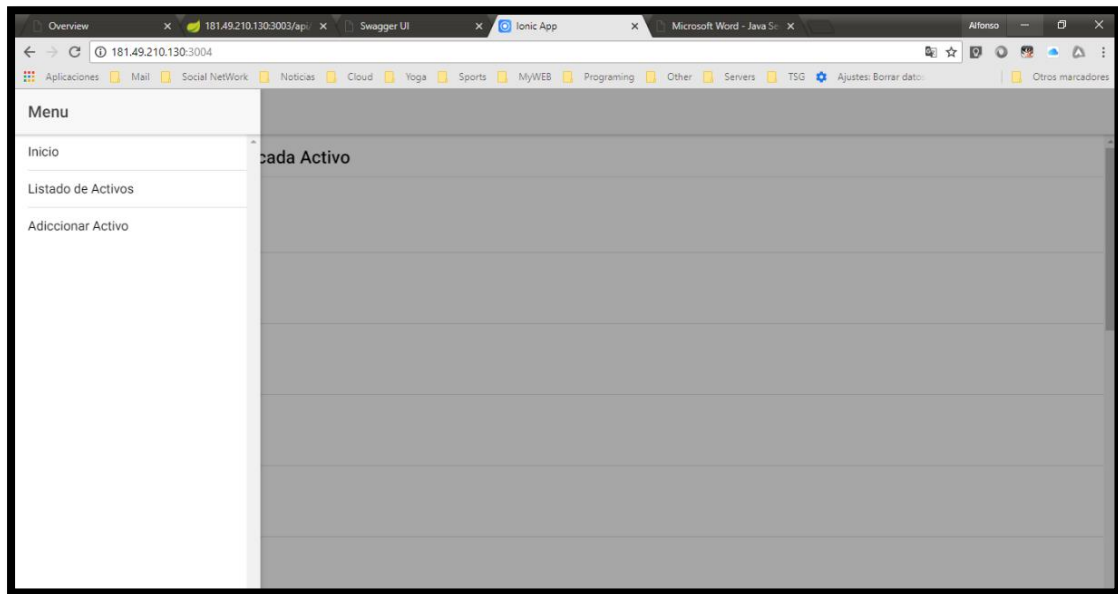 Overview
181.49.210.130:3003/api/
Swagger UI
Ionic App
Microsoft Word - Java Se
Alfonso
181.49.210.130:3004
Aplicaciones Mail Social NetWork Noticias Cloud Yoga Sports MyWEB Programing Other Servers TSG Ajustes: Borrar datos Otros marcadores
Menu
Inicio
cada Activo
Listado de Activos
Adiccionar Activo